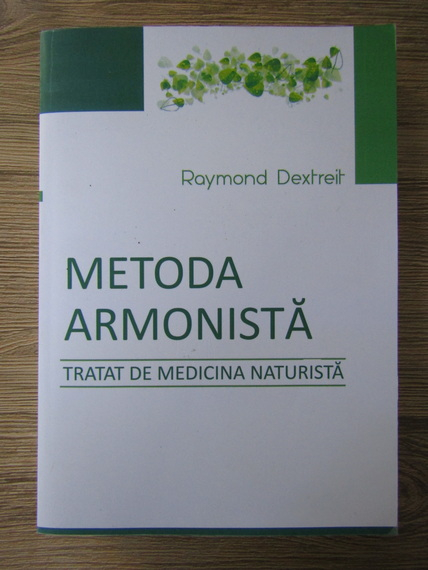 Raymond Dextreit
METODA
ARMONISTĂ
TRATAT DE MEDICINA NATURISTĂ